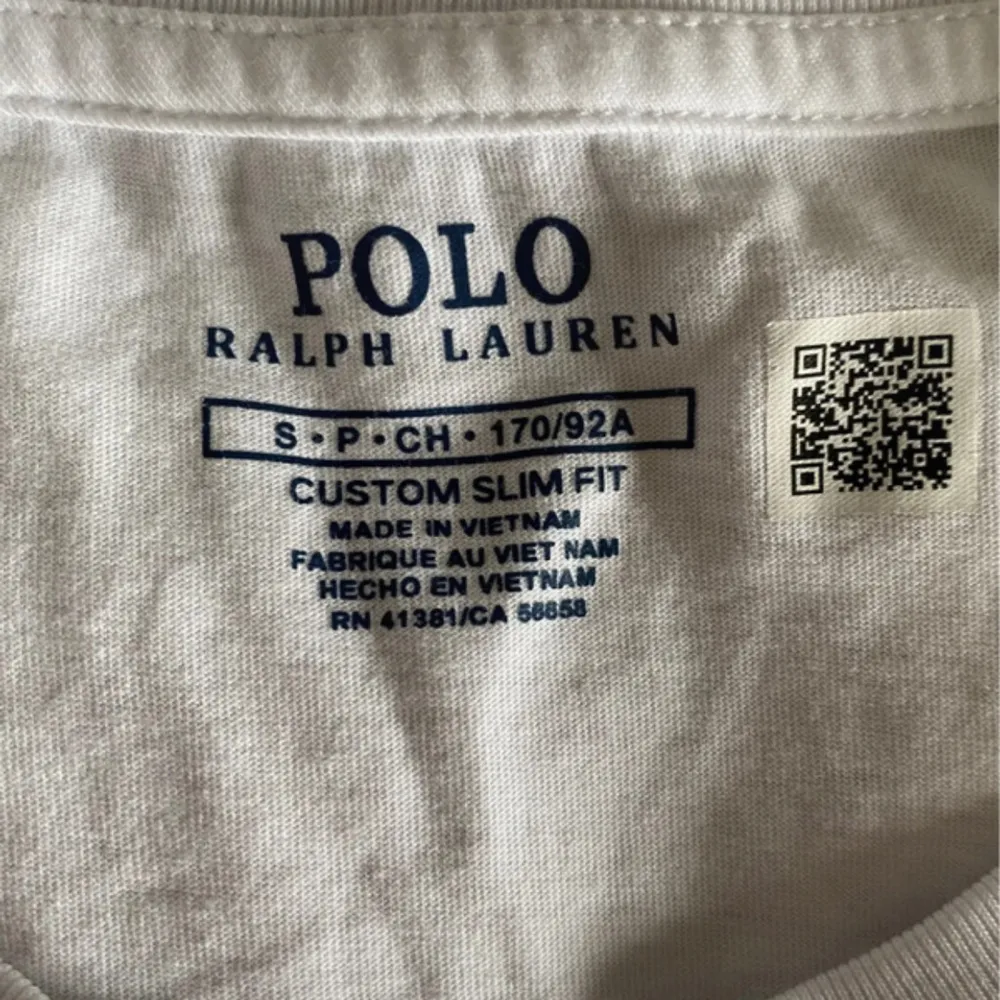 POLO
RALPH LAUREN
S • P • CH • 170/92A
CUSTOM SLIM FIT
MADE IN VIETNAM
FABRIQUE AU VIET NAM
HECHO EN VIETNAM
RN 41381/CA 58858